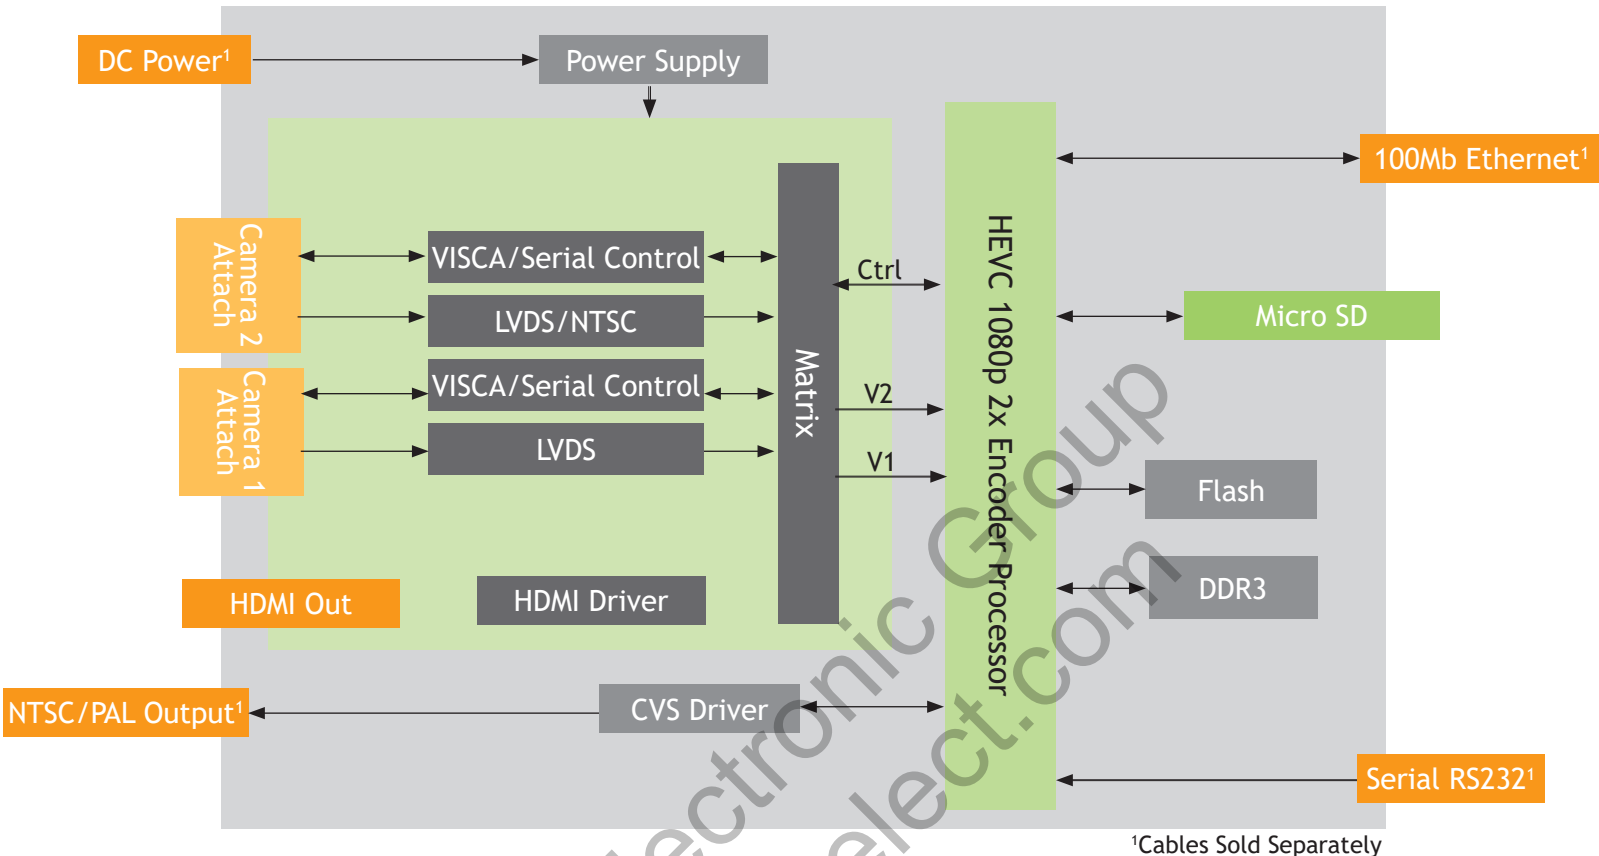 DC Power¹
Power Supply
100Mb Ethernet¹
Camera 2
Attach
VISCA/Serial Control
Ctrl
LVDS/NTSC
Micro SD
Camera 1
Attach
VISCA/Serial Control
V2
LVDS
V1
Matrix
HEVC 1080p 2x Encoder Processor
Flash
DDR3
HDMI Out
HDMI Driver
NTSC/PAL Output¹
CVS Driver
Serial RS232¹
¹Cables Sold Separately
Group
elect.com